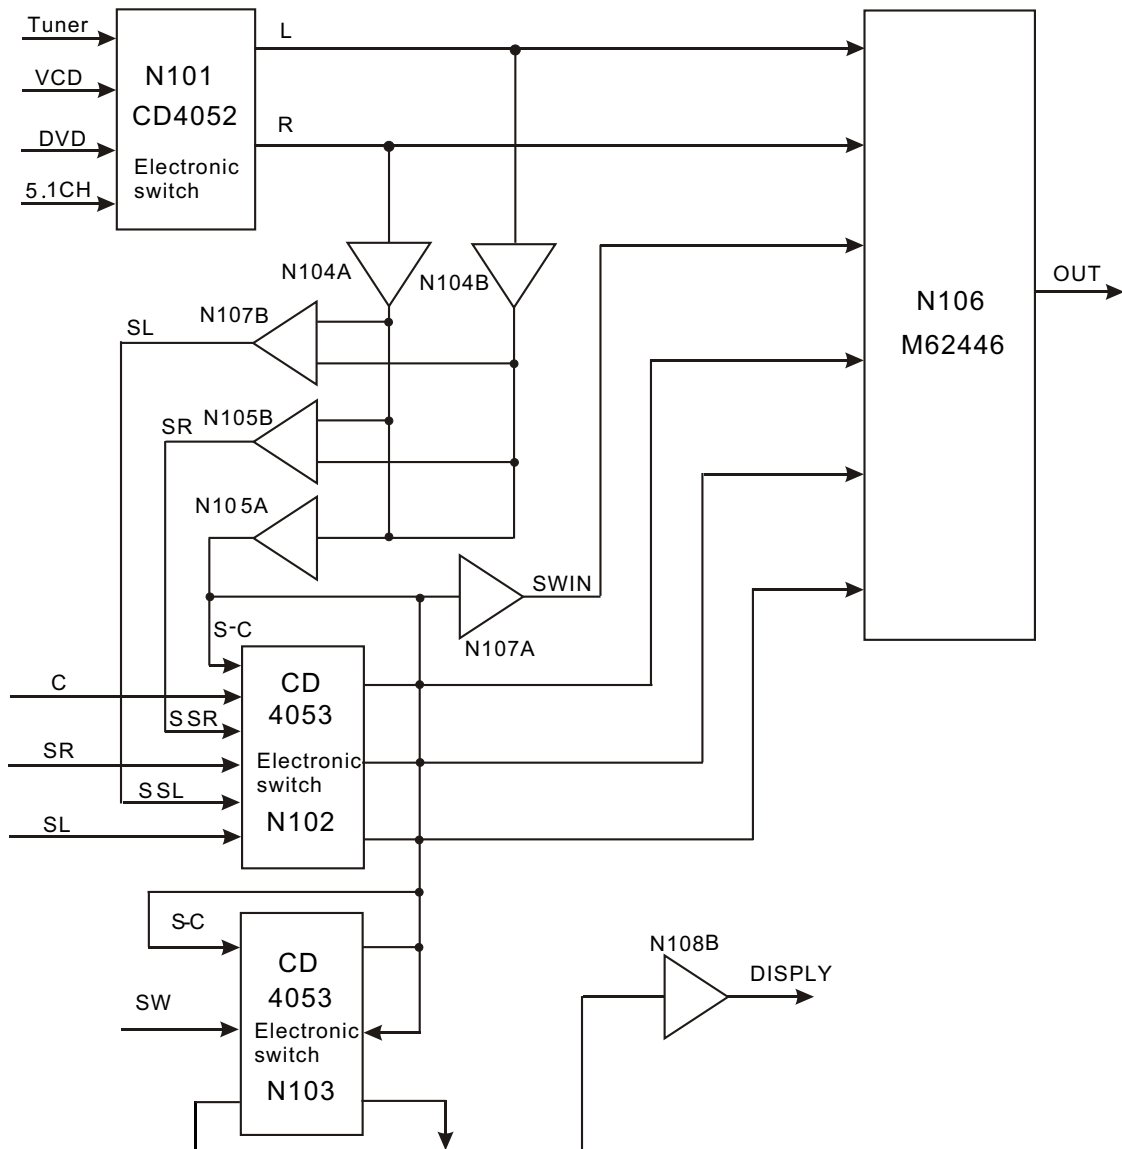 Tuner
VCD
DVD
5.1CH
N101
CD4052
Electronic
switch
L
R
N104A
N104B
N107B
SL
N105B
SR
N105A
SWIN
N107A
N106
M62446
OUT
S-C
C
SSR
SR
SSL
SL
CD
4053
Electronic
switch
N102
S-C
SW
CD
4053
Electronic
switch
N103
N108B
DISPLY